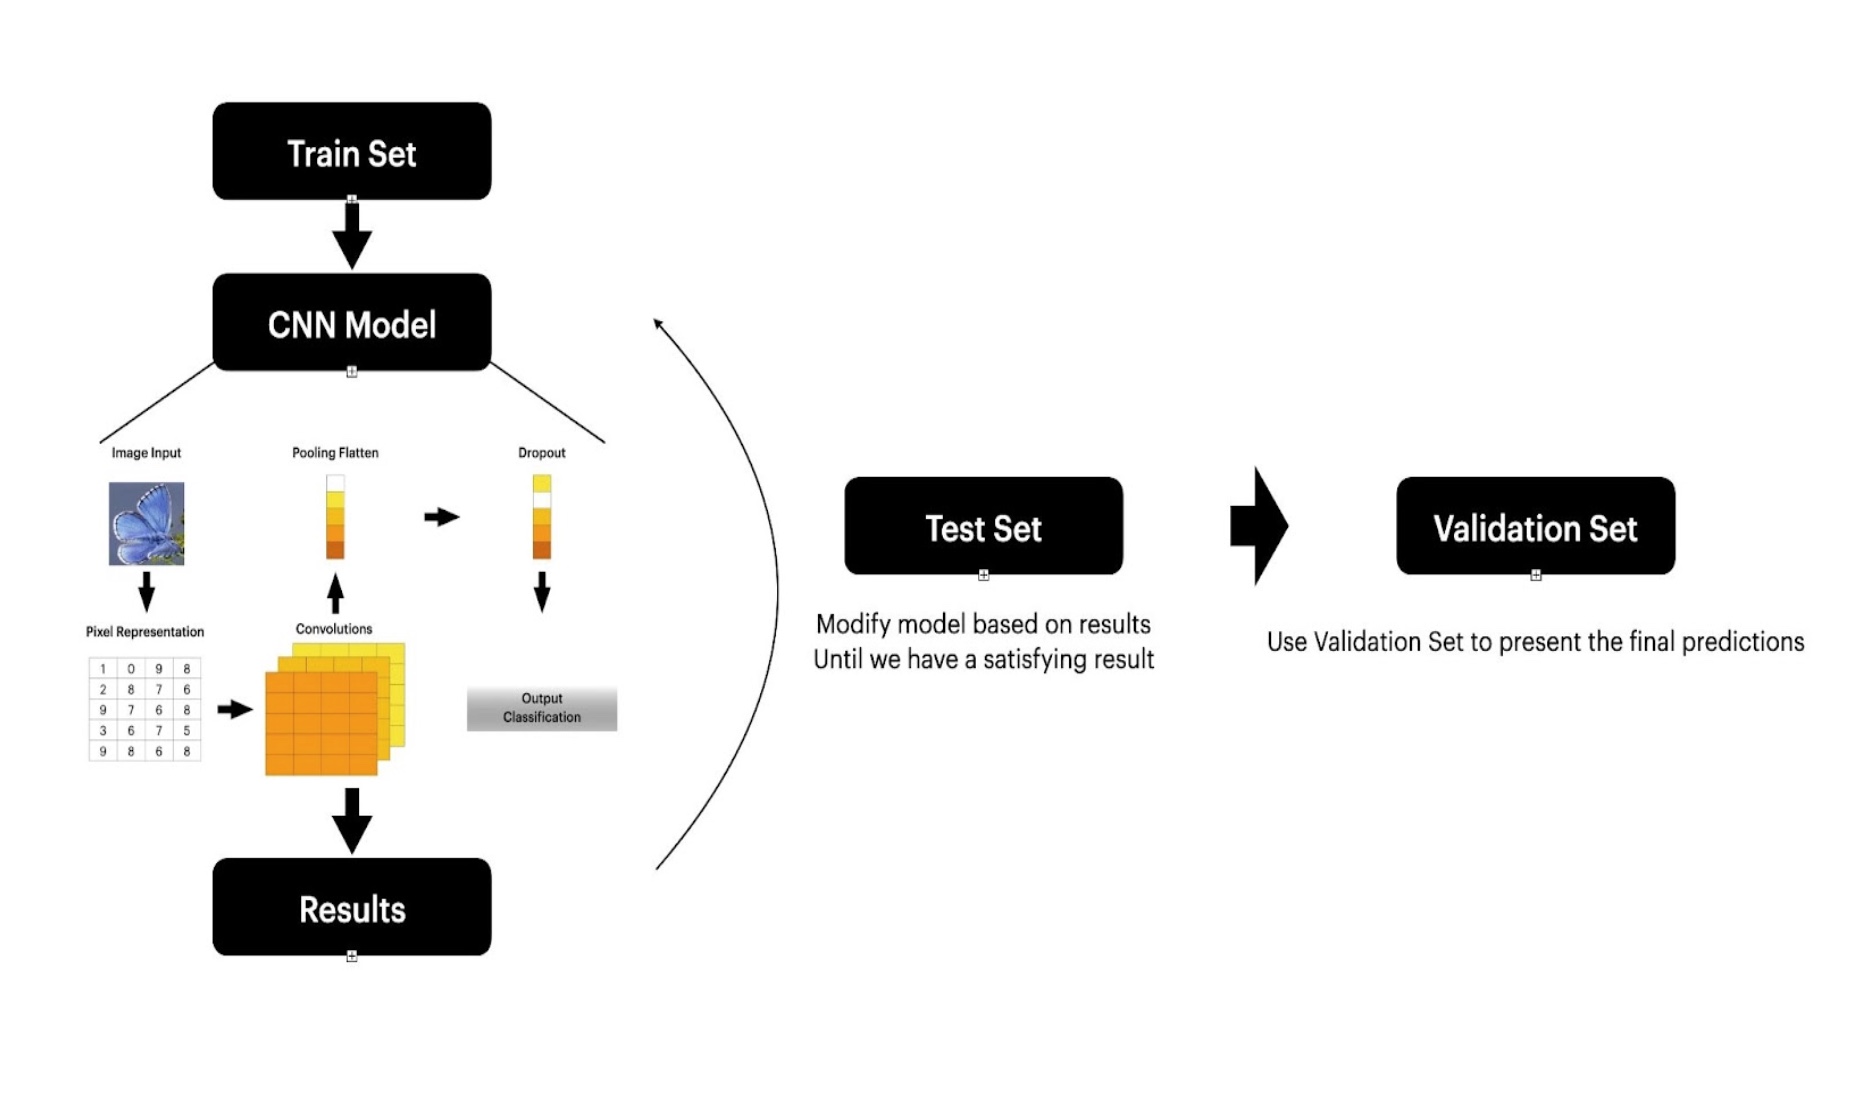 Train Set
CNN Model
Image Input
Pooling Flatten
Dropout
Pixel Representation
Convolutions
1 0 9 8
2 8 7 6
9 7 6 8
3 6 7 5
9 8 6 8
Output
Classification
Results
Test Set
Modify model based on results
Until we have a satisfying result
Validation Set
Use Validation Set to present the final predictions